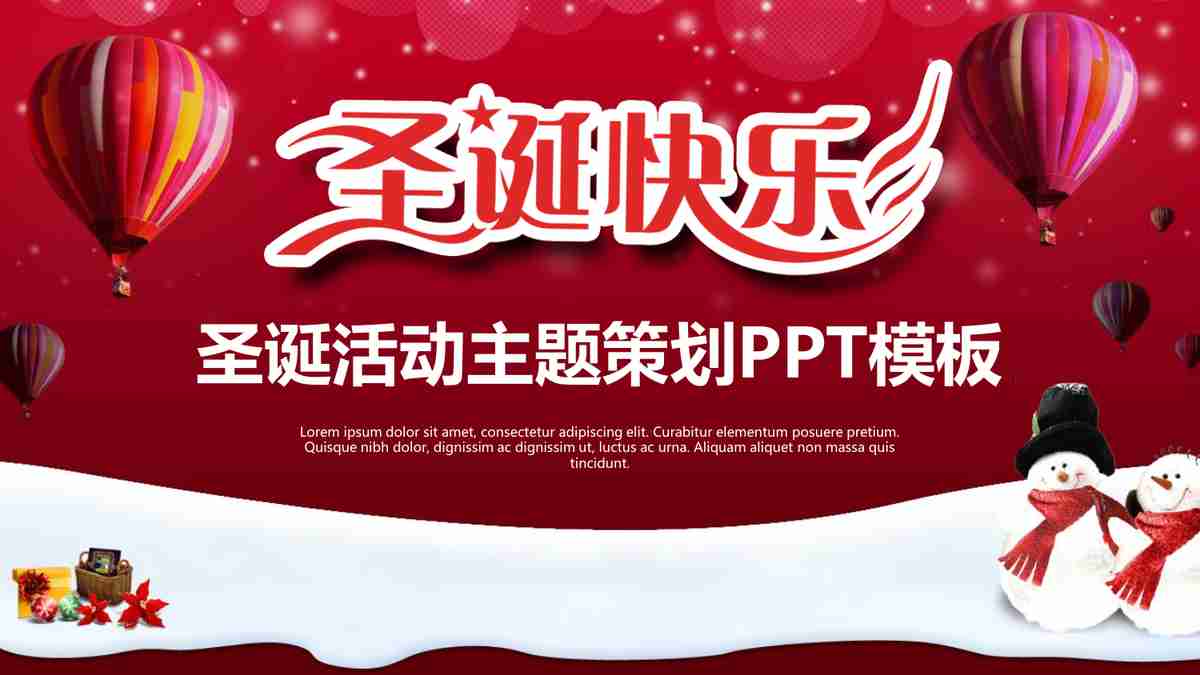 圣诞快乐
圣诞活动主题策划PPT模板
Lorem ipsum dolor sit amet, consectetur adipiscing elit. Curabitur elementum posuere pretium.
Quisque nibh dolor, dignissim ac dignissim ut, luctus ac urna. Aliquam aliquet non massa quis
tincidunt.